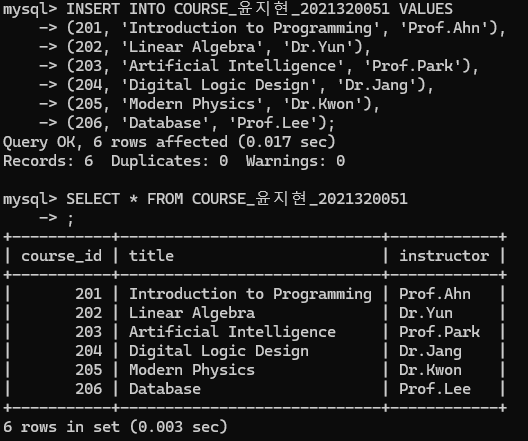 mysql> INSERT INTO COURSE_윤지현_2021320051 VALUES
    -> (201, 'Introduction to Programming', 'Prof.Ahn'),
    -> (202, 'Linear Algebra', 'Dr.Yun'),
    -> (203, 'Artificial Intelligence', 'Prof.Park'),
    -> (204, 'Digital Logic Design', 'Dr.Jang'),
    -> (205, 'Modern Physics', 'Dr.Kwon'),
    -> (206, 'Database', 'Prof.Lee');
Query OK, 6 rows affected (0.017 sec)
Records: 6  Duplicates: 0  Warnings: 0

mysql> SELECT * FROM COURSE_윤지현_2021320051
    -> ;
+-----------+-----------------------------+------------+
| course_id | title                       | instructor |
+-----------+-----------------------------+------------+
|       201 | Introduction to Programming | Prof.Ahn   |
|       202 | Linear Algebra              | Dr.Yun     |
|       203 | Artificial Intelligence     | Prof.Park  |
|       204 | Digital Logic Design        | Dr.Jang    |
|       205 | Modern Physics              | Dr.Kwon    |
|       206 | Database                    | Prof.Lee   |
+-----------+-----------------------------+------------+
6 rows in set (0.003 sec)